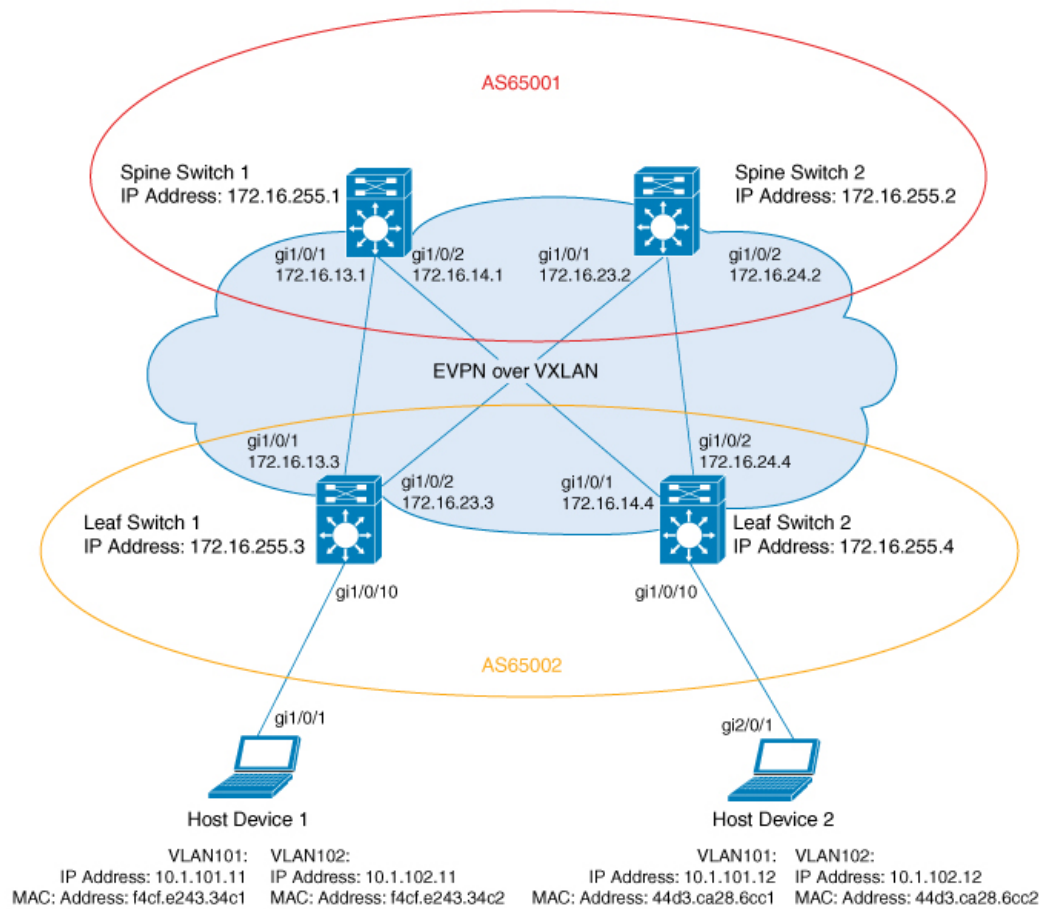 AS65001
Spine Switch 1
IP Address: 172.16.255.1
Spine Switch 2
IP Address: 172.16.255.2
gi1/0/1
172.16.13.1
gi1/0/2
172.16.14.1
gi1/0/1
172.16.23.2
gi1/0/2
172.16.24.2
EVPN over VXLAN
gi1/0/1
172.16.13.3
gi1/0/2
172.16.23.3
gi1/0/1
172.16.14.4
gi1/0/2
172.16.24.4
Leaf Switch 1
IP Address: 172.16.255.3
Leaf Switch 2
IP Address: 172.16.255.4
gi1/0/10
gi1/0/10
AS65002
gi1/0/1
gi2/0/1
Host Device 1
Host Device 2
VLAN101:
IP Address: 10.1.101.11
MAC: Address: f4cf.e243.34c1
VLAN102:
IP Address: 10.1.102.11
MAC: Address: f4cf.e243.34c2
VLAN101:
IP Address: 10.1.101.12
MAC: Address: 44d3.ca28.6cc1
VLAN102:
IP Address: 10.1.102.12
MAC: Address: 44d3.ca28.6cc2